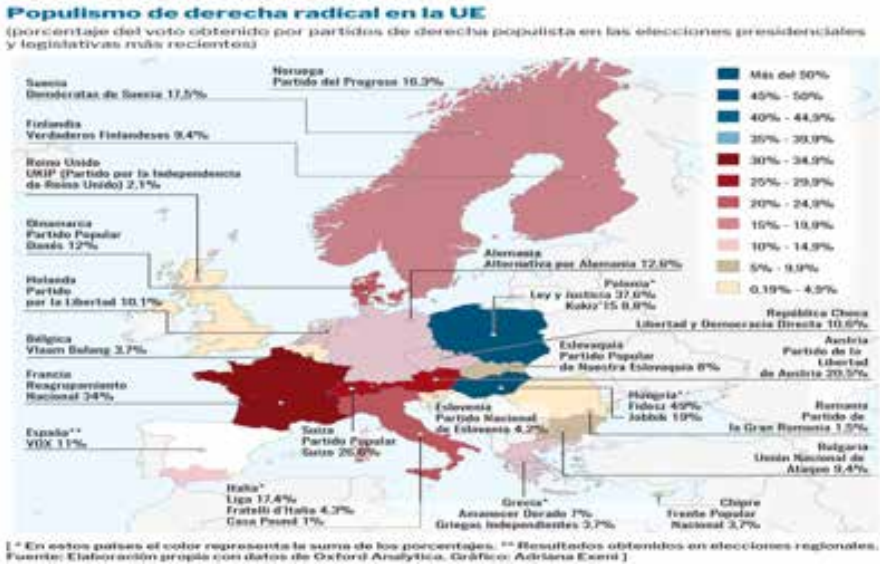 Populismo de derecha radical en la UE
(porcentaje del voto obtenido por partidos de derecha populista en las elecciones presidenciales
y legislativas más recientes)
Noruega
Partido del Progreso 16.3%
Suecia
Demócratas de Suecia 17.5%
Finlandia
Verdaderos Finlandeses 9.4%
Reino Unido
UKIP (Partido por la Independencia
de Reino Unido) 2.1%
Dinamarca
Partido Popular
Danés 12%
Holanda
Partido
por la Libertad 10.1%
Bélgica
Vlaam Belang 3.7%
Francia
Reagrupamiento
Nacional 34%
España**
VOX 11%
Más del 50%
45% - 50%
40% - 44.9%
35% - 39.9%
30% - 34.9%
25% - 29.9%
20% - 24.9%
15% - 19.9%
10% - 14.9%
5% - 9.9%
0.19% - 4.9%
Alemania
Alternativa por Alemania 12.6%
Polonia*
Ley y Justicia 37.6%
Kukiz'15 8.8%
República Checa
Libertad y Democracia Directa 10.6%
Eslovaquia
Partido Popular
de Nuestra Eslovaquia 8%
Austria
Partido de la
Libertad
de Austria 20.5%
Hungría**
Fidesz 49%
Jobbik 19%
Eslovenia
Partido Nacional
de Eslovenia 4.2%
Suiza
Partido Popular
Suizo 25.6%
Rumania
Partido de
la Gran Rumania 1.5%
Bulgaria
Unión Nacional de
Ataque 9.4%
Italia*
Liga 17.4%
Fratelli d'Italia 4.3%
Casa Pound 1%
Grecia*
Amanecer Dorado 7%
Griegos Independientes 3.7%
Chipre
Frente Popular
Nacional 3.7%
[ * En estos países el color representa la suma de los porcentajes. ** Resultados obtenidos en elecciones regionales.
Fuente: Elaboración propia con datos de Oxford Analytica. Gráfico: Adriana Exeni ]